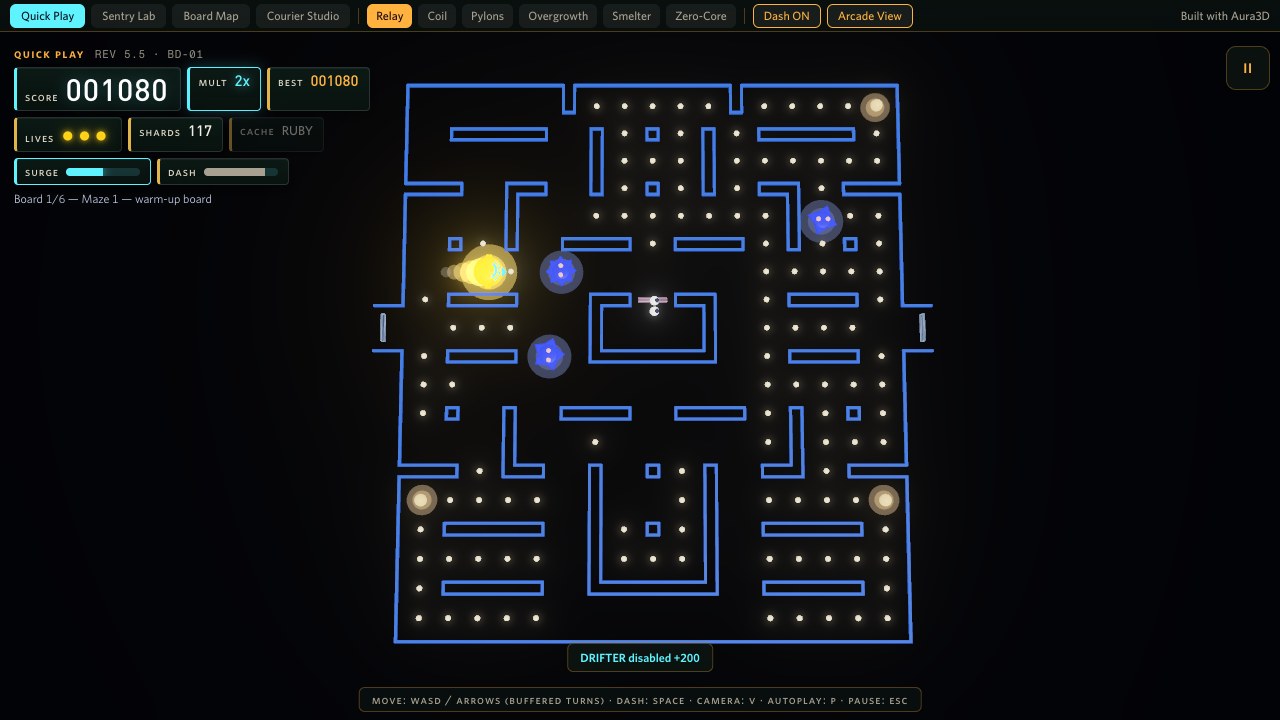 Quick Play Sentry Lab Board Map Courier Studio Relay Coil Pylons Overgrowth Smelter Zero-Core Dash ON Arcade View Built with Aura3D
QUICK PLAY REV 5.5 · BD-01
SCORE 001080 MULT 2x BEST 001080
LIVES SHARDS 117 CACHE RUBY
SURGE DASH
Board 1/6 — Maze 1 — warm-up board
DRIFTER disabled +200
MOVE: WASD / ARROWS (BUFFERED TURNS) · DASH: SPACE · CAMERA: V · AUTOPLAY: P · PAUSE: ESC